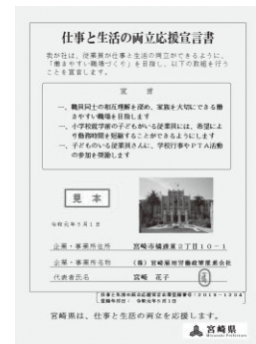 仕事と生活の両立応援宣言書
我が社は、従業員が仕事と生活の両立ができるように、
「働きやすい職場づくり」を目指し、以下の取組を行う
ことを宣言します。
宣 言
一、職員同士の相互理解を深め、家族を大切にできる働
きやすい職場を目指します
一、小学校就学前の子どもがいる従業員には、希望によ
り勤務時間を短縮することができるようにします
一、子どものいる従業員さんに、学校行事やPTA活動
の参加を奨励します
見 本
令和元年5月1日
企業・事業所住所 宮崎市橘通東2丁目10-1
企業・事業所名称 (株)宮崎雇用労働政策産業会社
代表者氏名 宮崎 花子
宮崎県は、仕事と生活の両立を応援します。
宮崎県